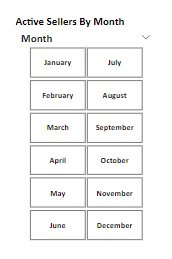 Active Sellers By Month
Month
January July
February August
March September
April October
May November
June December